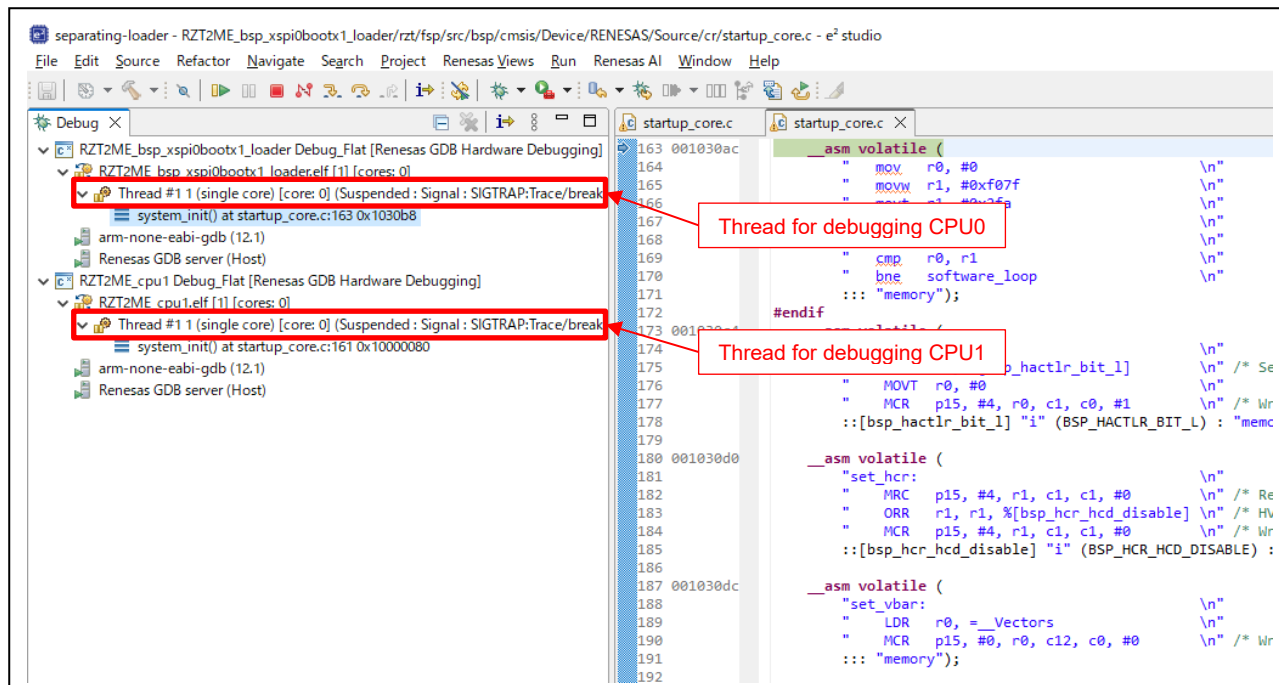 separating-loader - RZT2ME_bsp_xspi0bootx1_loader/rzt/fsp/src/bsp/cmsis/Device/RENESAS/Source/cr/startup_core.c - e² studio
File Edit Source Refactor Navigate Search Project Renesas Views Run Renesas AI Window Help
Debug
RZT2ME_bsp_xspi0bootx1_loader Debug_Flat [Renesas GDB Hardware Debugging]
RZT2ME_bsp_xspi0bootx1_loader.elf [1] [cores: 0]
Thread #1 1 (single core) [core: 0] (Suspended : Signal : SIGTRAP:Trace/break
system_init() at startup_core.c:163 0x1030b8
arm-none-eabi-gdb (12.1)
Renesas GDB server (Host)
RZT2ME_cpu1 Debug_Flat [Renesas GDB Hardware Debugging]
RZT2ME_cpu1.elf [1] [cores: 0]
Thread #1 1 (single core) [core: 0] (Suspended : Signal : SIGTRAP:Trace/break
system_init() at startup_core.c:161 0x10000080
arm-none-eabi-gdb (12.1)
Renesas GDB server (Host)
Thread for debugging CPU0
Thread for debugging CPU1
startup_core.c startup_core.c
163 001030ac __asm volatile (
164 " mov r0, #0 \n"
165 " movw r1, #0xf07f \n"
166 " movt r1, #0x2fa \n"
167 \n"
168 \n"
169 " cmp r0, r1 \n"
170 " bne software_loop \n"
171 ::: "memory");
172 #endif
173 __asm volatile (
174 \n"
175 p_hactlr_bit_l] \n" /* Se
176 " MOVT r0, #0 \n"
177 " MCR p15, #4, r0, c1, c0, #1 \n" /* Wr
178 ::[bsp_hactlr_bit_l] "i" (BSP_HACTLR_BIT_L) : "memo
179
180 001030d0 __asm volatile (
181 "set_hcr: \n"
182 " MRC p15, #4, r1, c1, c1, #0 \n" /* Re
183 " ORR r1, r1, %[bsp_hcr_hcd_disable] \n" /* HV
184 " MCR p15, #4, r1, c1, c1, #0 \n" /* Wr
185 ::[bsp_hcr_hcd_disable] "i" (BSP_HCR_HCD_DISABLE) :
186
187 001030dc __asm volatile (
188 "set_vbar: \n"
189 " LDR r0, =__Vectors \n"
190 " MCR p15, #0, r0, c12, c0, #0 \n" /* Wr
191 ::: "memory");
192